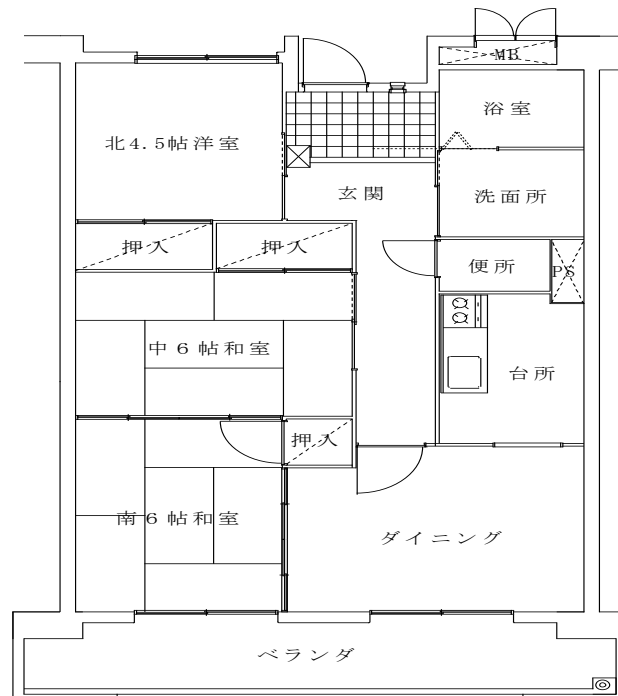 MB
浴室
北4.5帖洋室
玄関
洗面所
押入
押入
便所
PS
中6帖和室
台所
押入
南6帖和室
ダイニング
ベランダ